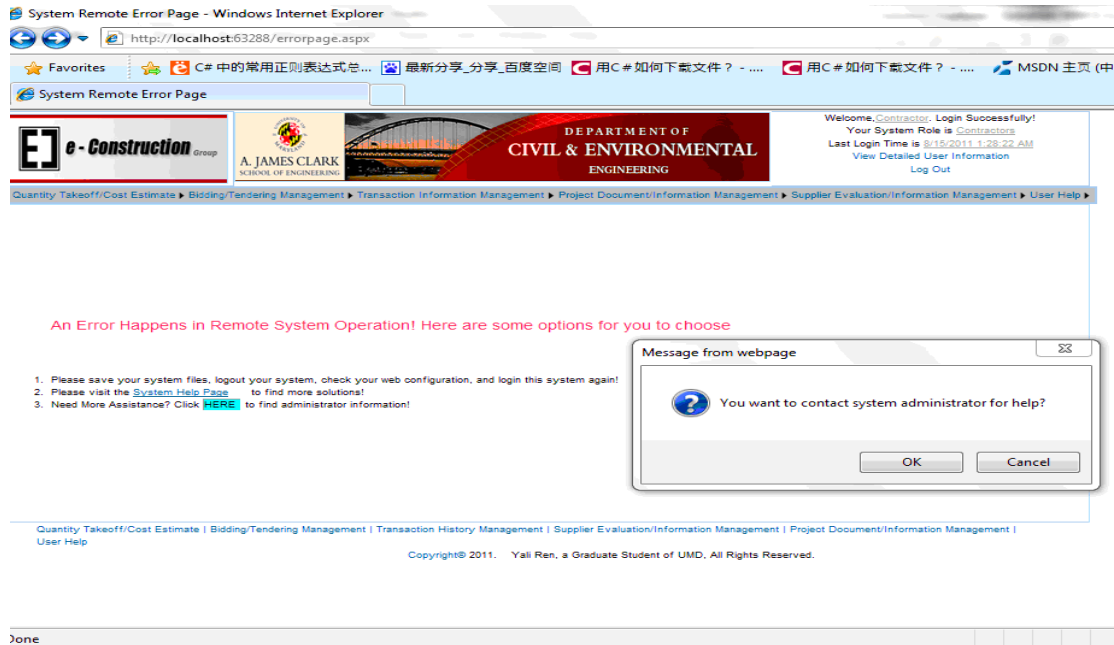 System Remote Error Page - Windows Internet Explorer
http://localhost:63288/errorpage.aspx
Favorites C# 中的常用正则表达式总... 最新分享_分享_百度空间 用C#如何下载文件？ - .... 用C#如何下载文件？ - .... MSDN 主页 (中
System Remote Error Page
e - Construction Group
UNIVERSITY OF
MARYLAND
A. JAMES CLARK
SCHOOL OF ENGINEERING
DEPARTMENT OF
CIVIL & ENVIRONMENTAL
ENGINEERING
Welcome,Contractor. Login Successfully!
Your System Role is Contractors
Last Login Time is 8/15/2011 1:28:22 AM
View Detailed User Information
Log Out
Quantity Takeoff/Cost Estimate Bidding/Tendering Management Transaction Information Management Project Document/Information Management Supplier Evaluation/Information Management User Help
An Error Happens in Remote System Operation! Here are some options for you to choose
1. Please save your system files, logout your system, check your web configuration, and login this system again!
2. Please visit the System Help Page to find more solutions!
3. Need More Assistance? Click HERE to find administrator information!
Message from webpage
You want to contact system administrator for help?
OK Cancel
Quantity Takeoff/Cost Estimate | Bidding/Tendering Management | Transaction History Management | Supplier Evaluation/Information Management | Project Document/Information Management |
User Help
Copyright® 2011. Yali Ren, a Graduate Student of UMD, All Rights Reserved.
Done